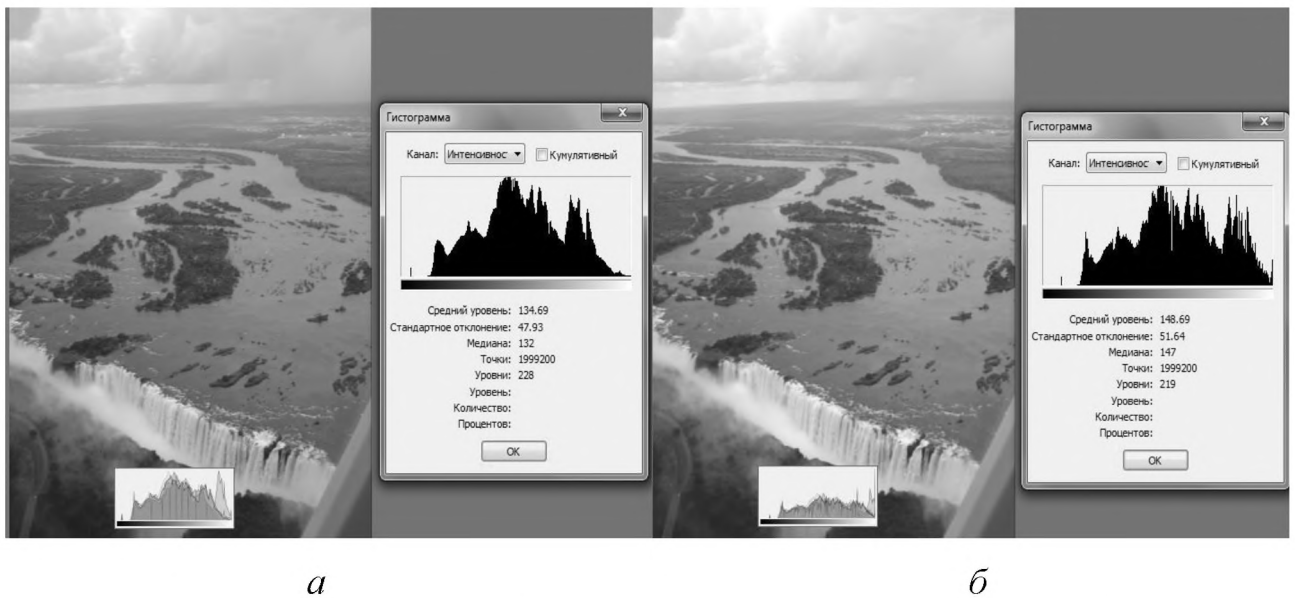 Гистограмма
x
Канал: Интенсивнос
Кумулятивный
Средний уровень: 134.69
Стандартное отклонение: 47.93
Медиана: 132
Точки: 1999200
Уровни: 228
Уровень:
Количество:
Процентов:
OK
Гистограмма
x
Канал: Интенсивнос
Кумулятивный
Средний уровень: 148.69
Стандартное отклонение: 51.64
Медиана: 147
Точки: 1999200
Уровни: 219
Уровень:
Количество:
Процентов:
OK
а
б